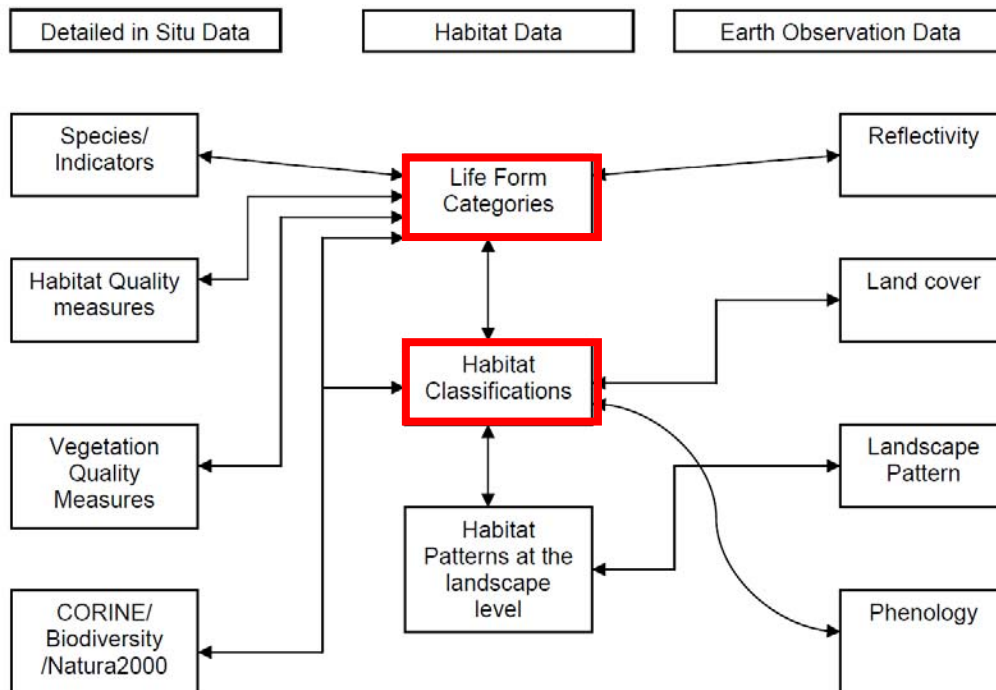 Detailed in Situ Data
Habitat Data
Earth Observation Data
Species/
Indicators
Life Form
Categories
Reflectivity
Habitat Quality
measures
Land cover
Habitat
Classifications
Vegetation
Quality
Measures
Landscape
Pattern
Habitat
Patterns at the
landscape
level
CORINE/
Biodiversity
/Natura2000
Phenology